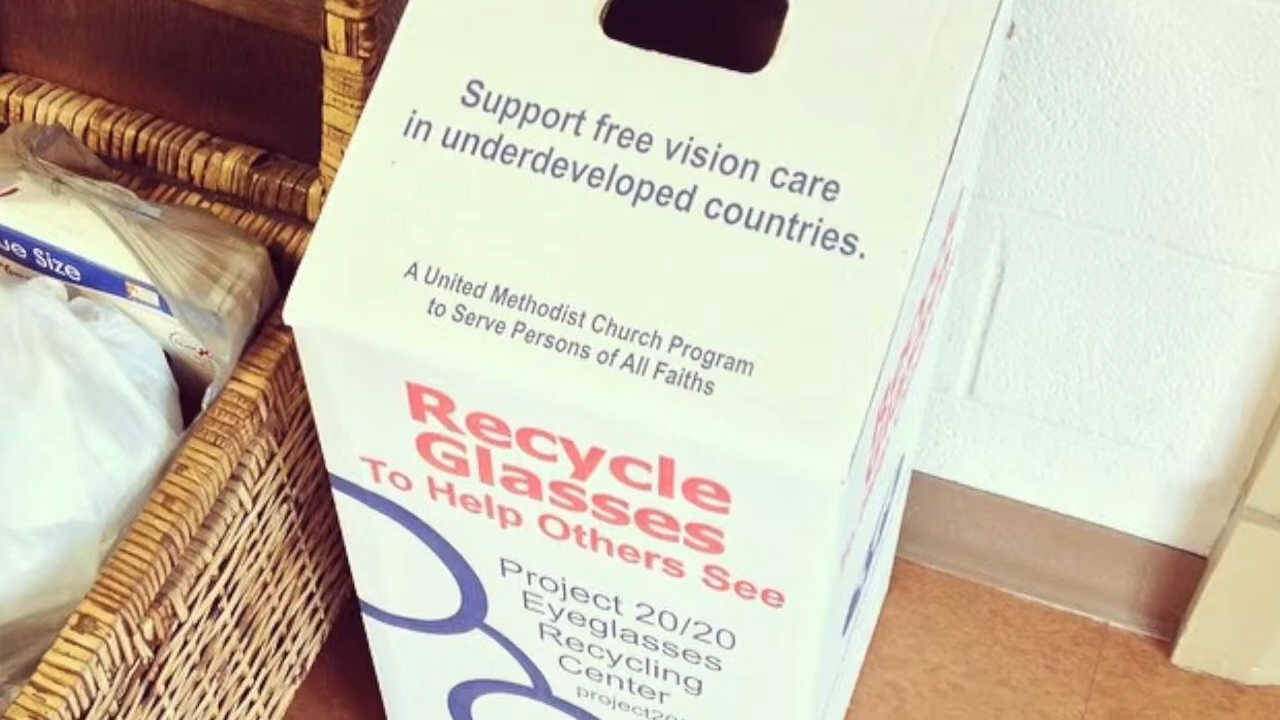 Support free vision care
in underdeveloped countries.
A United Methodist Church Program
to Serve Persons of All Faiths
Recycle
Glasses
To Help Others See
Project 20/20
Eyeglasses
Recycling
Center
Size